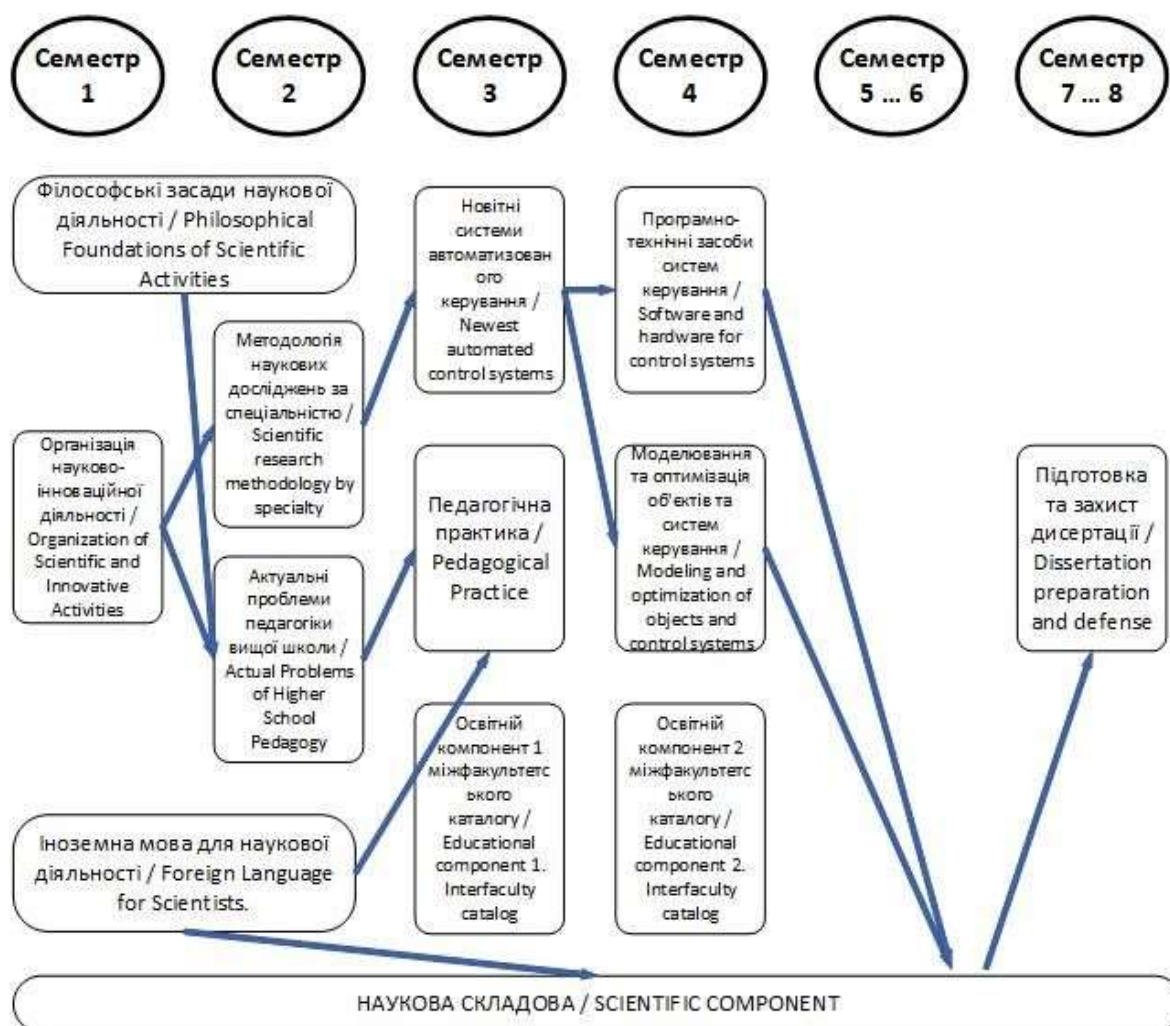 Семестр
1
Семестр
2
Семестр
3
Семестр
4
Семестр
5 ... 6
Семестр
7 ... 8
Філософські засади наукової
діяльності / Philosophical
Foundations of Scientific
Activities
Організація
науково-
інноваційної
діяльності /
Organization of
Scientific and
Innovative
Activities
Методологія
наукових
досліджень за
спеціальністю /
Scientific
research
methodology by
specialty
Актуальні
проблеми
педагогіки
вищої школи /
Actual Problems
of Higher
School
Pedagogy
Іноземна мова для наукової
діяльності / Foreign Language
for Scientists.
Новітні
системи
автоматизован
ого
керування /
Newest
automated
control systems
Педагогічна
практика /
Pedagogical
Practice
Освітній
компонент 1
міжфакультетс
ького
каталогу /
Educational
component 1.
Interfaculty
catalog
Програмно-
технічні засоби
систем
керування /
Software and
hardware for
control systems
Моделювання
та оптимізація
об'єктів та
систем
керування /
Modeling and
optimization of
objects and
control systems
Освітній
компонент 2
міжфакультетс
ького
каталогу /
Educational
component 2.
Interfaculty
catalog
Підготовка
та захист
дисертації /
Dissertation
preparation
and defense
НАУКОВА СКЛАДОВА / SCIENTIFIC COMPONENT